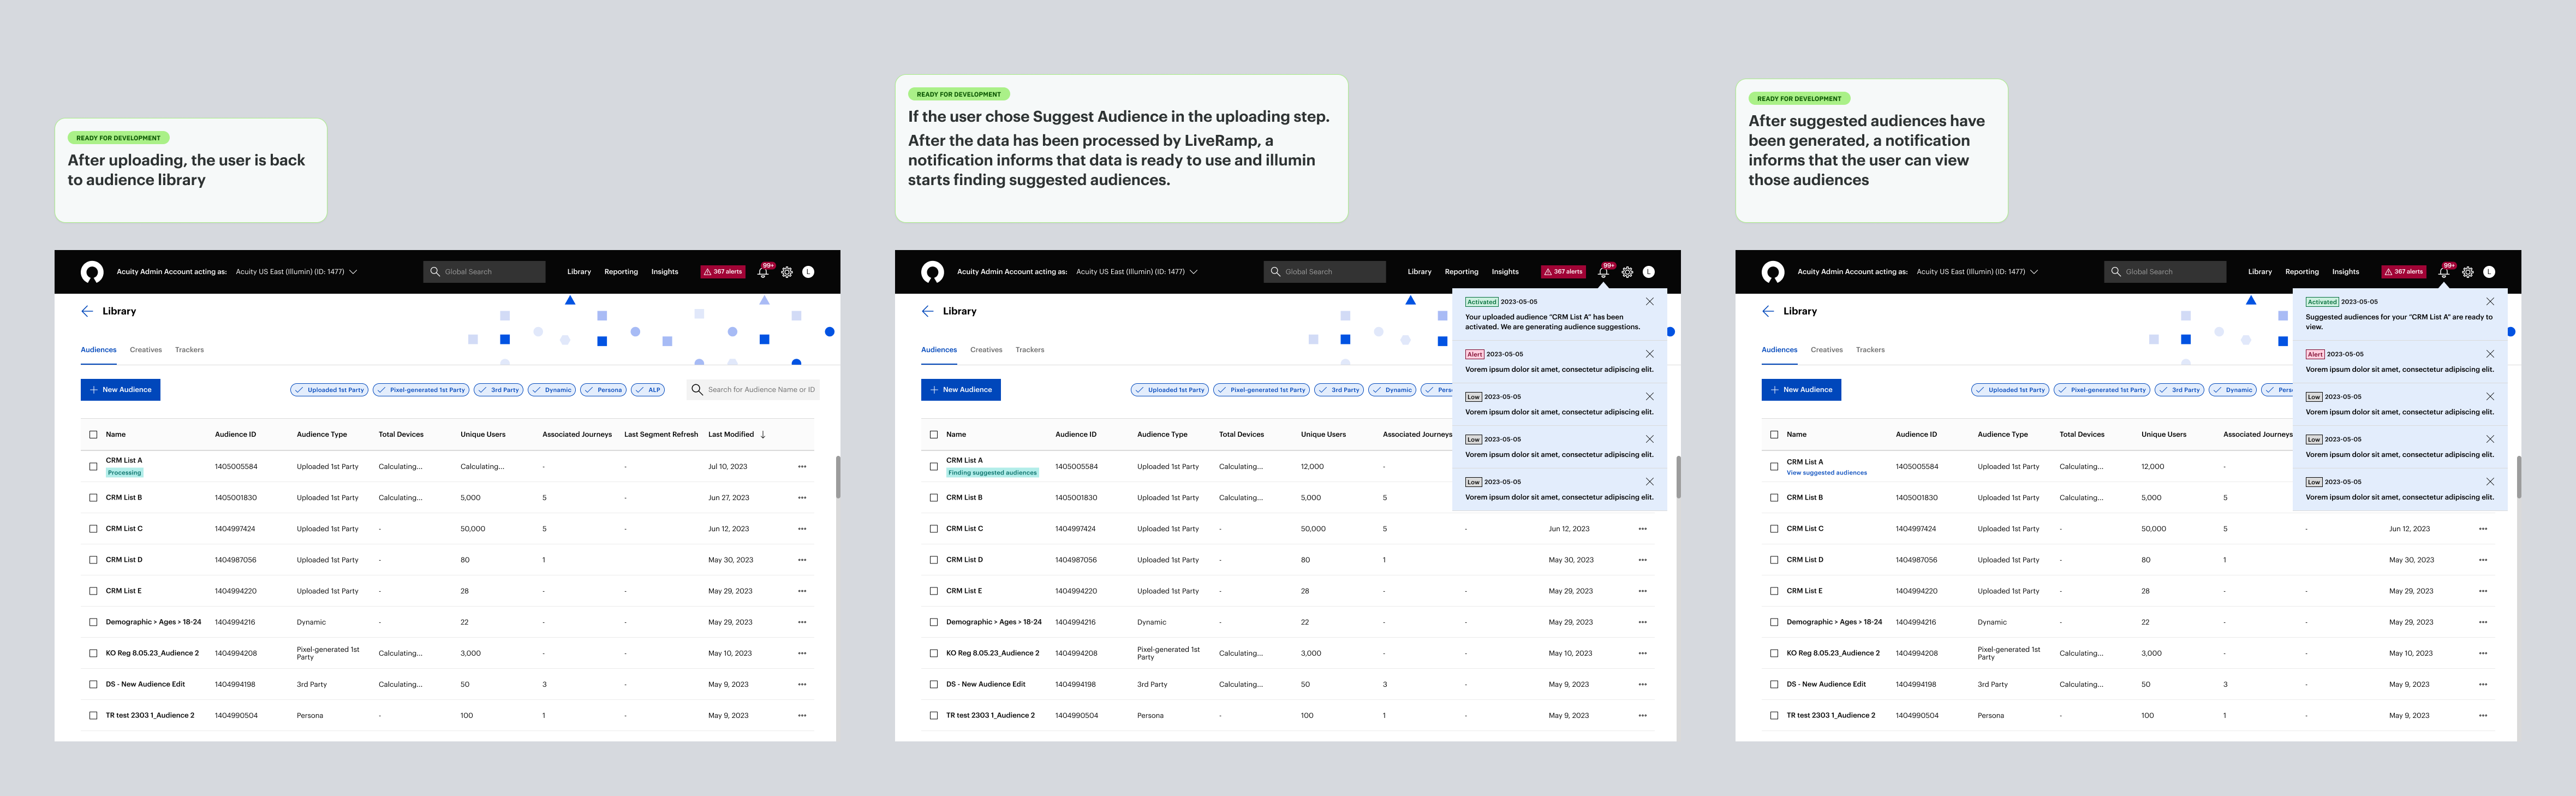 READY FOR DEVELOPMENT
After uploading, the user is back
to audience library
READY FOR DEVELOPMENT
If the user chose Suggest Audience in the uploading step.
After the data has been processed by LiveRamp, a
notification informs that data is ready to use and illumin
starts finding suggested audiences.
READY FOR DEVELOPMENT
After suggested audiences have
been generated, a notification
informs that the user can view
those audiences
Acuity Admin Account acting as: Acuity US East (Illumin) (ID: 1477) Global Search Library Reporting Insights 367 alerts 99+ L
Library
Audiences Creatives Trackers
+ New Audience Uploaded 1st Party Pixel-generated 1st Party 3rd Party Dynamic Persona ALP Search for Audience Name or ID
Name Audience ID Audience Type Total Devices Unique Users Associated Journeys Last Segment Refresh Last Modified ↓
CRM List A 1405005584 Uploaded 1st Party Calculating... Calculating... - - Jul 10, 2023 •••
Processing
CRM List B 1405001830 Uploaded 1st Party Calculating... 5,000 5 - Jun 27, 2023 •••
CRM List C 1404997424 Uploaded 1st Party - 50,000 5 - Jun 12, 2023 •••
CRM List D 1404987056 Uploaded 1st Party - 80 1 May 30, 2023 •••
CRM List E 1404994220 Uploaded 1st Party - 28 - - May 29, 2023 •••
Demographic > Ages > 18-24 1404994216 Dynamic - 22 - - May 29, 2023 •••
KO Reg 8.05.23_Audience 2 1404994208 Pixel-generated 1st Party Calculating... 3,000 - - May 10, 2023 •••
DS - New Audience Edit 1404994198 3rd Party Calculating... 50 3 - May 9, 2023 •••
TR test 2303 1_Audience 2 1404990504 Persona - 100 1 - May 9, 2023 •••
Acuity Admin Account acting as: Acuity US East (Illumin) (ID: 1477) Global Search Library Reporting Insights 367 alerts 99+ L
Library
Audiences Creatives Trackers
+ New Audience Uploaded 1st Party Pixel-generated 1st Party 3rd Party Dynamic Pers
Name Audience ID Audience Type Total Devices Unique Users Associated Journeys
CRM List A 1405005584 Uploaded 1st Party Calculating... 12,000 -
Finding suggested audiences
CRM List B 1405001830 Uploaded 1st Party Calculating... 5,000 5
CRM List C 1404997424 Uploaded 1st Party - 50,000 5 - Jun 12, 2023 •••
CRM List D 1404987056 Uploaded 1st Party - 80 1 May 30, 2023 •••
CRM List E 1404994220 Uploaded 1st Party - 28 - - May 29, 2023 •••
Demographic > Ages > 18-24 1404994216 Dynamic - 22 - - May 29, 2023 •••
KO Reg 8.05.23_Audience 2 1404994208 Pixel-generated 1st Party Calculating... 3,000 - - May 10, 2023 •••
DS - New Audience Edit 1404994198 3rd Party Calculating... 50 3 - May 9, 2023 •••
TR test 2303 1_Audience 2 1404990504 Persona - 100 1 - May 9, 2023 •••
Activated 2023-05-05
Your uploaded audience "CRM List A" has been
activated. We are generating audience suggestions.
Alert 2023-05-05
Vorem ipsum dolor sit amet, consectetur adipiscing elit.
Low 2023-05-05
Vorem ipsum dolor sit amet, consectetur adipiscing elit.
Low 2023-05-05
Vorem ipsum dolor sit amet, consectetur adipiscing elit.
Low 2023-05-05
Vorem ipsum dolor sit amet, consectetur adipiscing elit.
Acuity Admin Account acting as: Acuity US East (Illumin) (ID: 1477) Global Search Library Reporting Insights 367 alerts 99+ L
Library
Audiences Creatives Trackers
+ New Audience Uploaded 1st Party Pixel-generated 1st Party 3rd Party Dynamic Pers
Name Audience ID Audience Type Total Devices Unique Users Associated Journeys
CRM List A 1405005584 Uploaded 1st Party Calculating... 12,000 -
View suggested audiences
CRM List B 1405001830 Uploaded 1st Party Calculating... 5,000 5
CRM List C 1404997424 Uploaded 1st Party - 50,000 5 - Jun 12, 2023 •••
CRM List D 1404987056 Uploaded 1st Party - 80 1 May 30, 2023 •••
CRM List E 1404994220 Uploaded 1st Party - 28 - - May 29, 2023 •••
Demographic > Ages > 18-24 1404994216 Dynamic - 22 - - May 29, 2023 •••
KO Reg 8.05.23_Audience 2 1404994208 Pixel-generated 1st Party Calculating... 3,000 - - May 10, 2023 •••
DS - New Audience Edit 1404994198 3rd Party Calculating... 50 3 - May 9, 2023 •••
TR test 2303 1_Audience 2 1404990504 Persona - 100 1 - May 9, 2023 •••
Activated 2023-05-05
Suggested audiences for your "CRM List A" are ready to
view.
Alert 2023-05-05
Vorem ipsum dolor sit amet, consectetur adipiscing elit.
Low 2023-05-05
Vorem ipsum dolor sit amet, consectetur adipiscing elit.
Low 2023-05-05
Vorem ipsum dolor sit amet, consectetur adipiscing elit.
Low 2023-05-05
Vorem ipsum dolor sit amet, consectetur adipiscing elit.